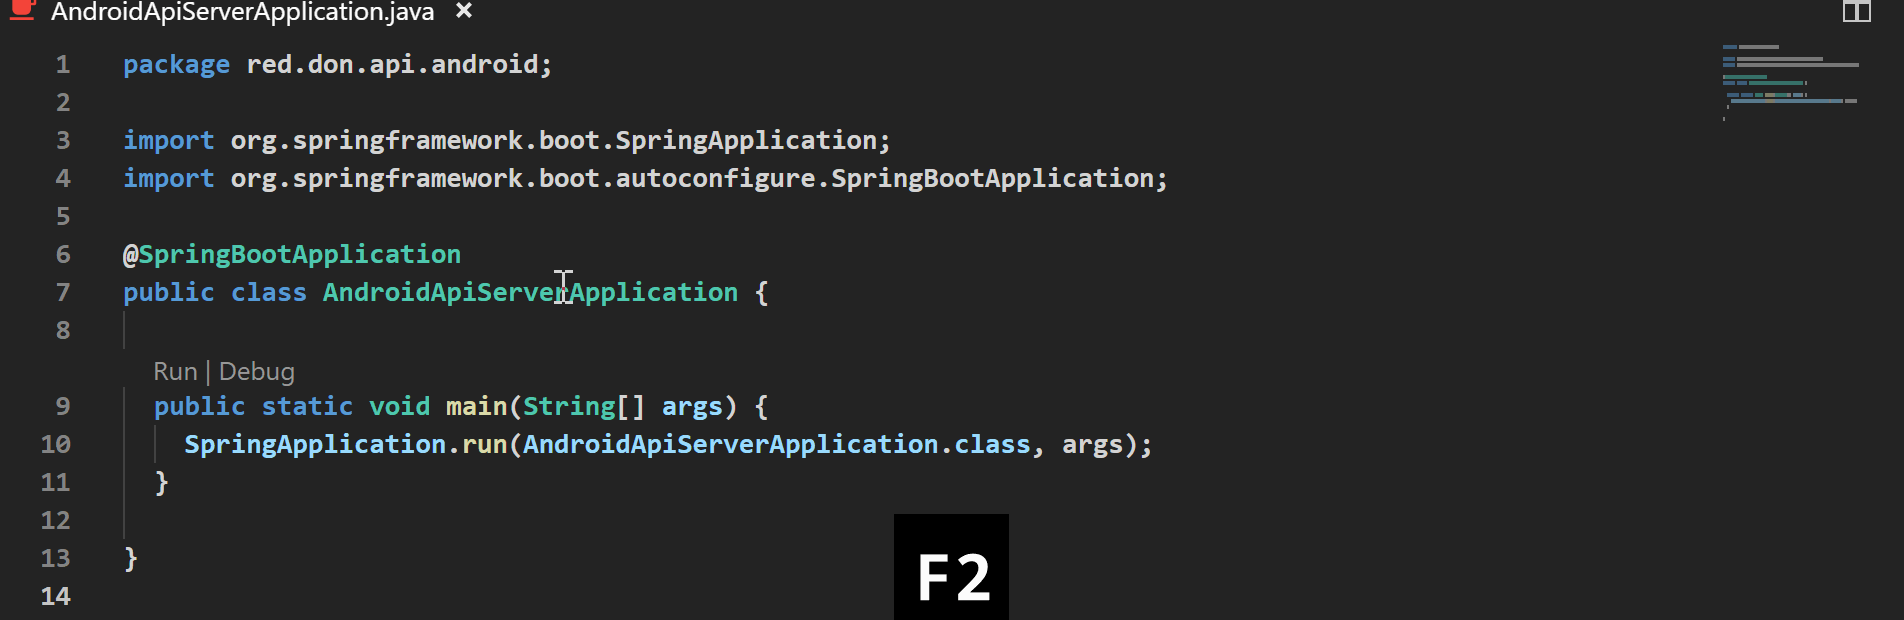 AndroidApiServerApplication.java ×
1 package red.don.api.android;
2
3 import org.springframework.boot.SpringApplication;
4 import org.springframework.boot.autoconfigure.SpringBootApplication;
5
6 @SpringBootApplication
7 public class AndroidApiServerApplication {
8
Run | Debug
9 public static void main(String[] args) {
10 SpringApplication.run(AndroidApiServerApplication.class, args);
11 }
12
13 }
14
F2